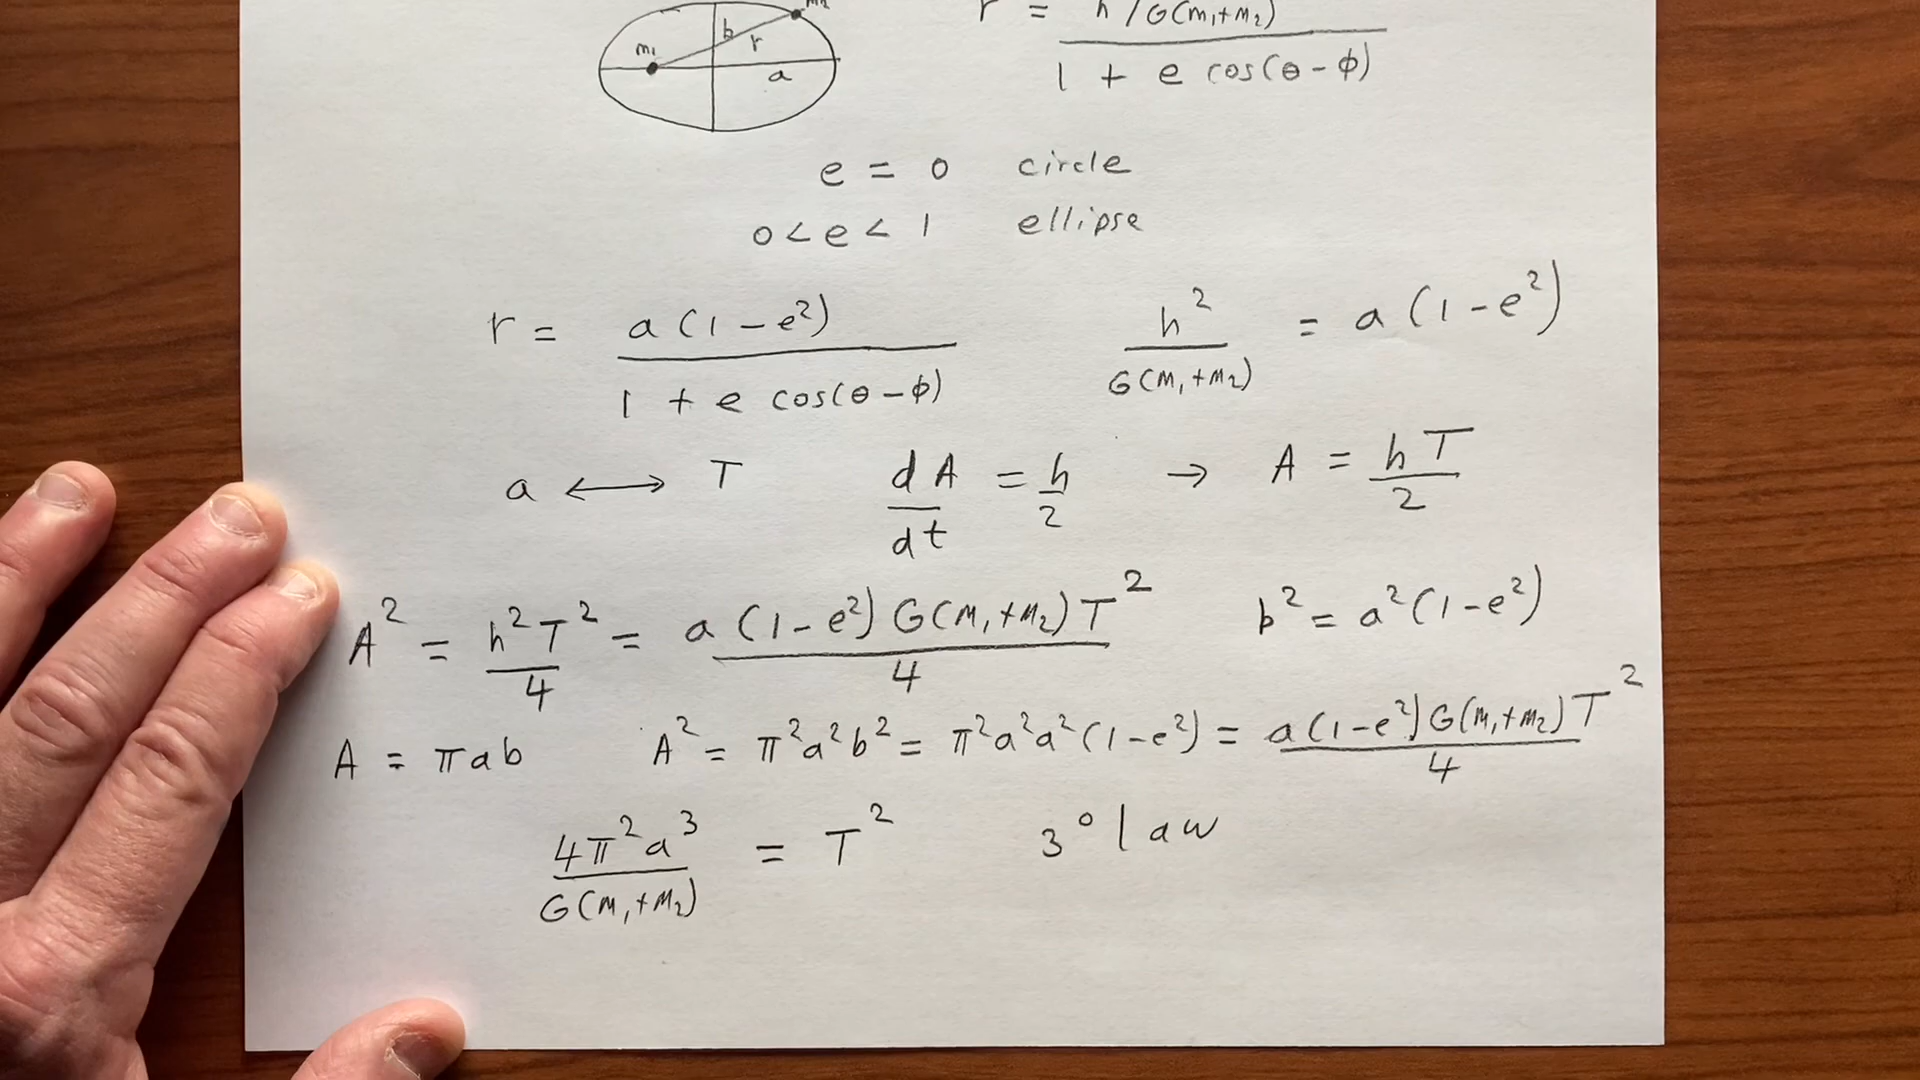 m₁ b r a
r = h / G(m₁+m₂)
1 + e cos(θ - ϕ)
e = 0 circle
0 < e < 1 ellipse
r = a(1 - e²) / 1 + e cos(θ - ϕ) h² / G(m₁+m₂) = a(1 - e²)
a ⟷ T dA/dt = h/2 → A = hT/2
A² = h²T²/4 = a(1 - e²)G(m₁+m₂)T²/4 b² = a²(1 - e²)
A = πab A² = π²a²b² = π²a²a²(1 - e²) = a(1 - e²)G(m₁+m₂)T²/4
4π²a³ / G(m₁+m₂) = T² 3° law